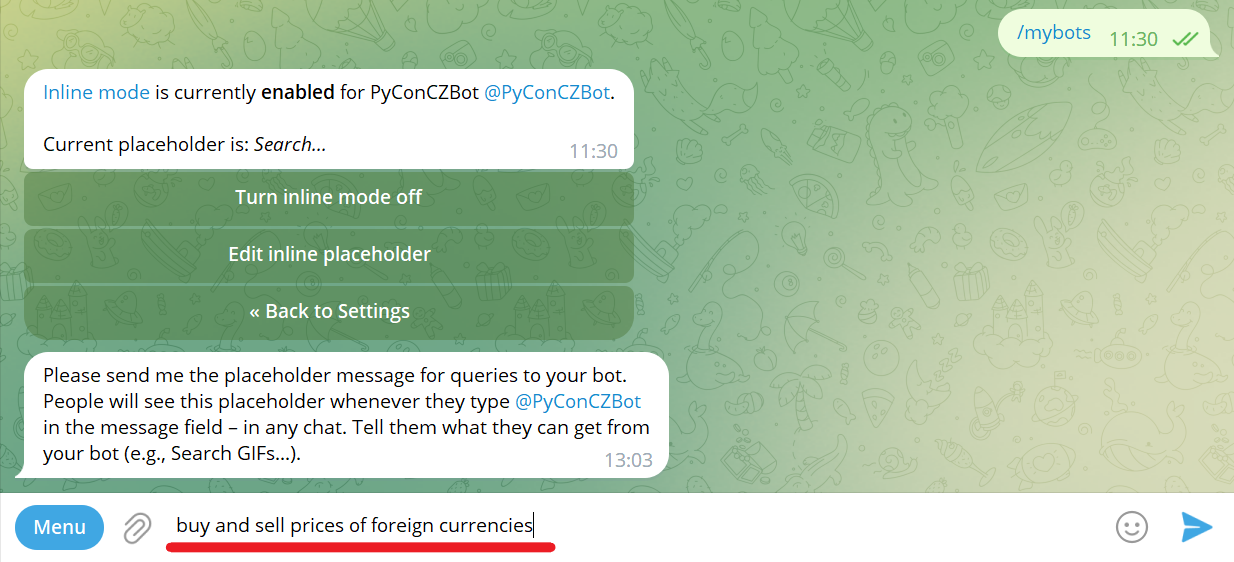 /mybots 11:30
Inline mode is currently enabled for PyConCZBot @PyConCZBot.
Current placeholder is: Search...
11:30
Turn inline mode off
Edit inline placeholder
« Back to Settings
Please send me the placeholder message for queries to your bot.
People will see this placeholder whenever they type @PyConCZBot
in the message field – in any chat. Tell them what they can get from
your bot (e.g., Search GIFs...).
13:03
Menu
buy and sell prices of foreign currencies